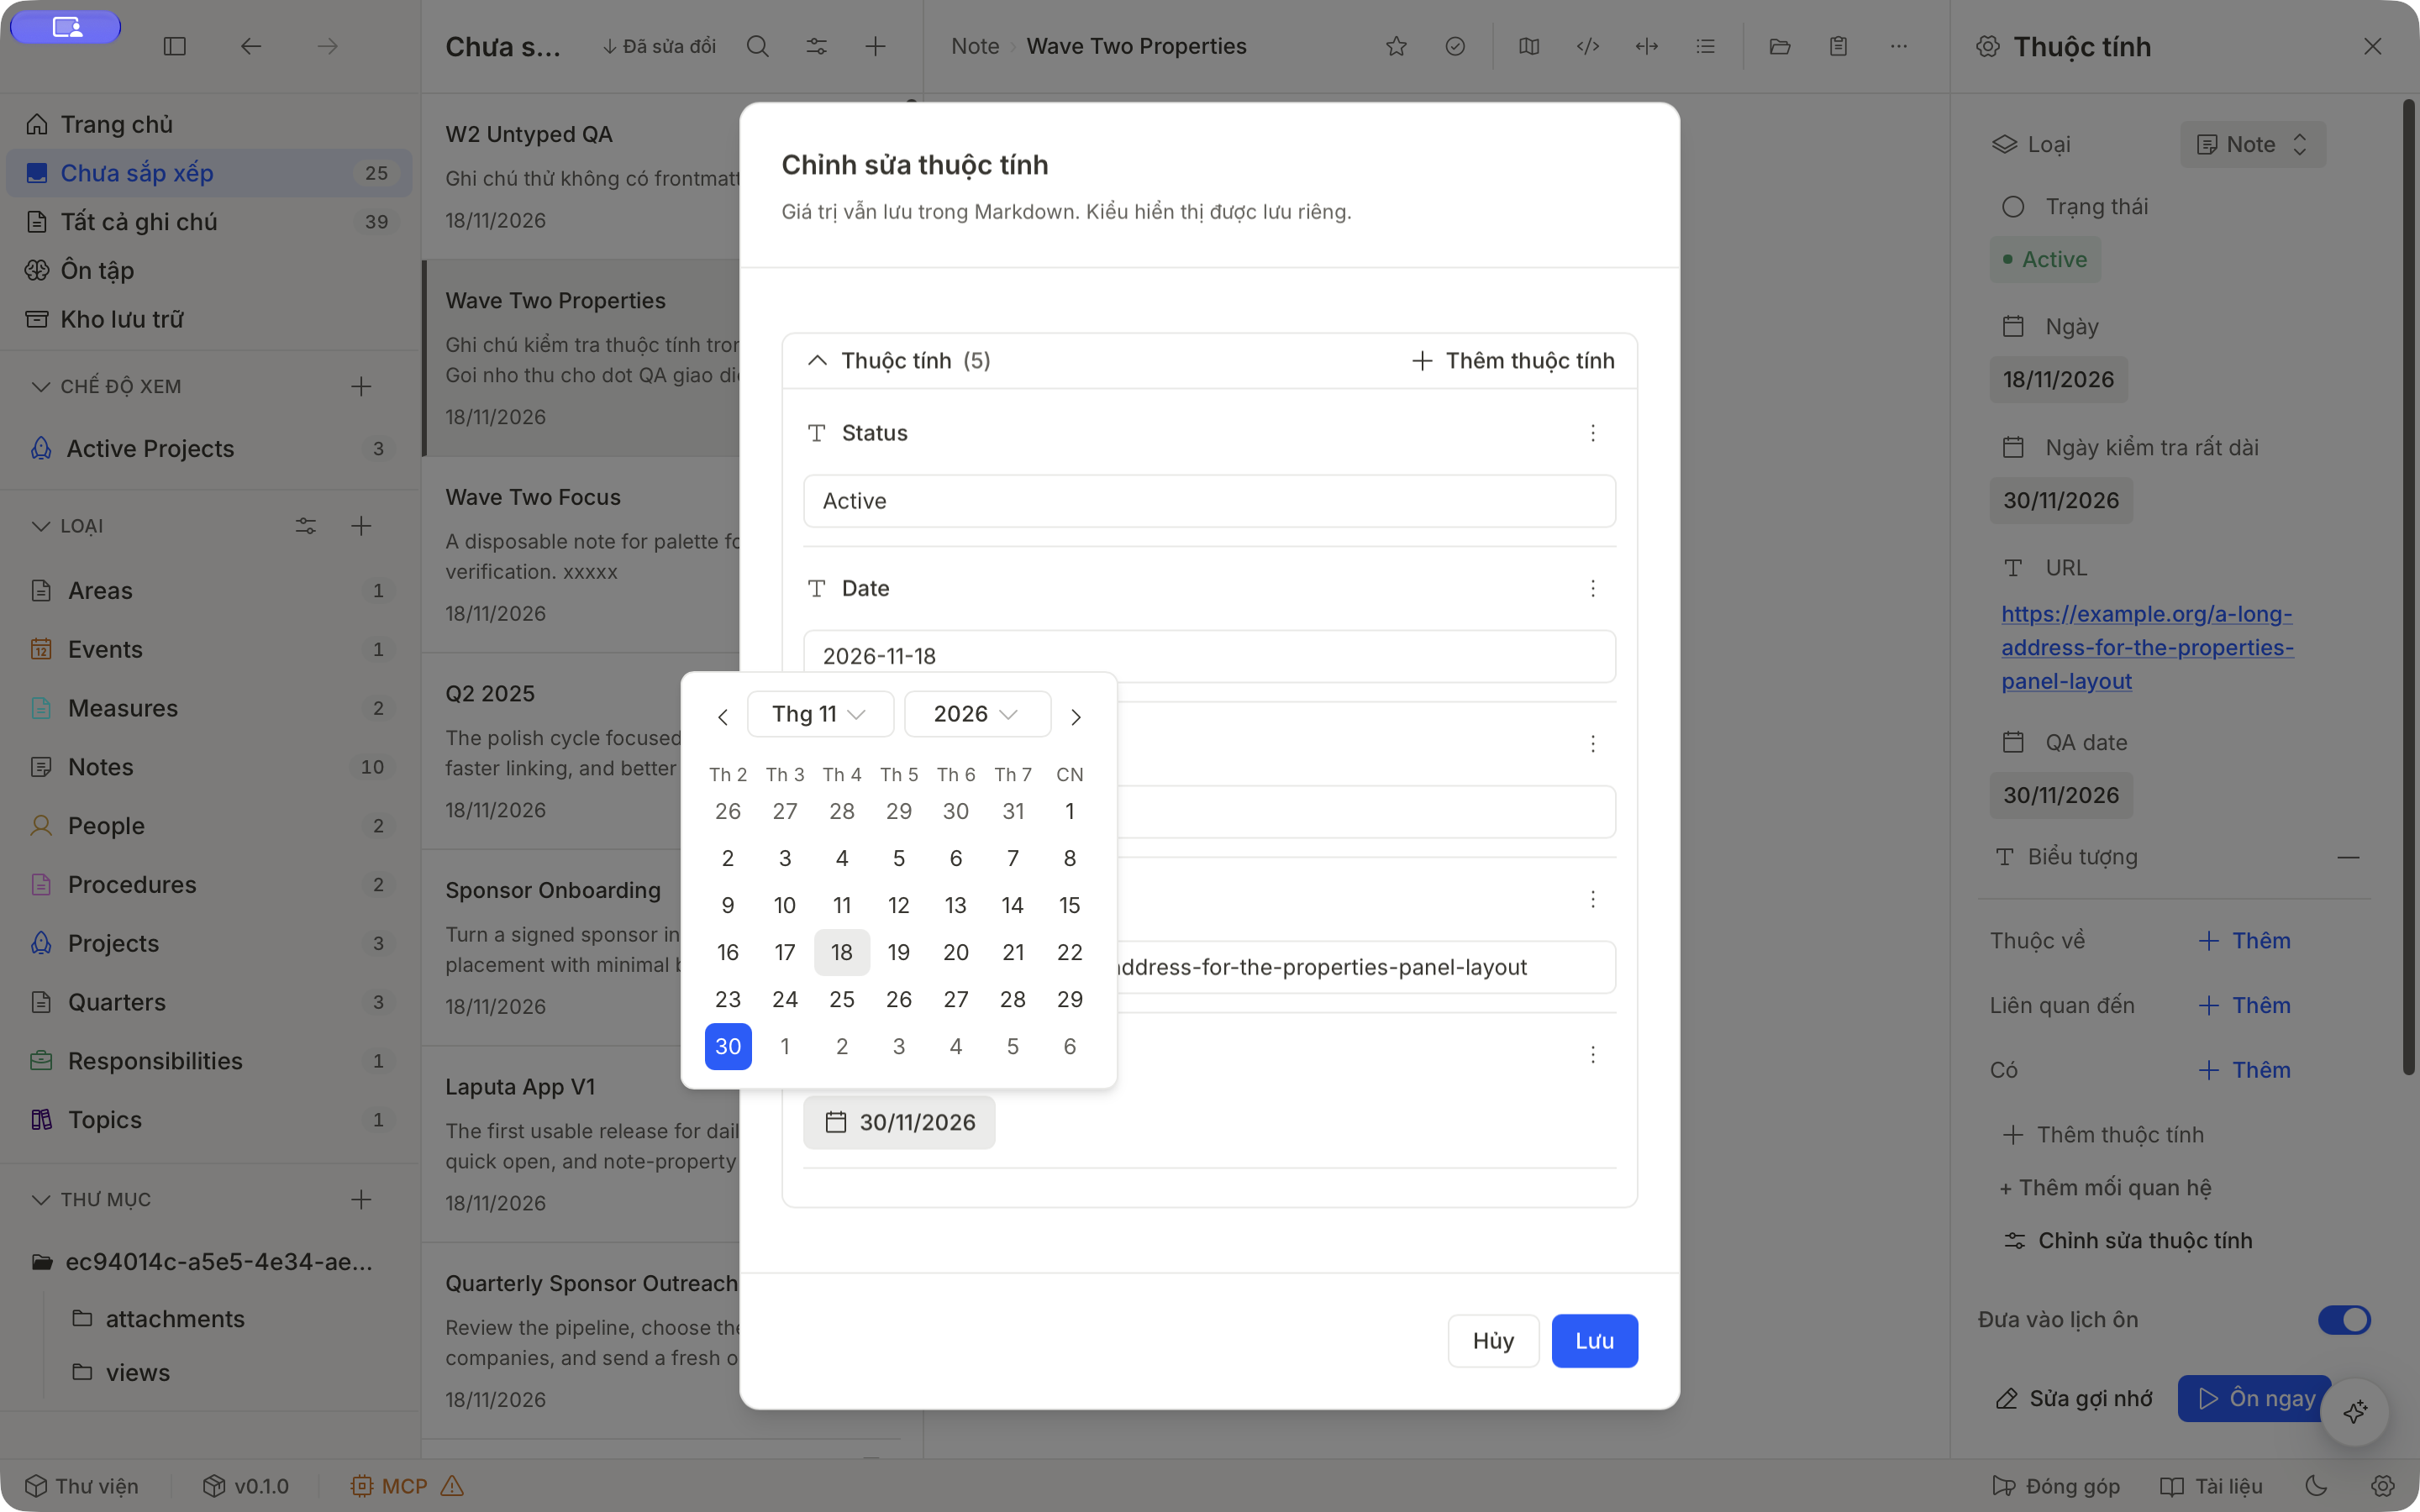 Trang chủ
Chưa sắp xếp 25
Tất cả ghi chú 39
Ôn tập
Kho lưu trữ
CHẾ ĐỘ XEM
Active Projects 3
LOẠI
Areas 1
Events 1
Measures 2
Notes 10
People 2
Procedures 2
Projects 3
Quarters 3
Responsibilities 1
Topics 1
THƯ MỤC
ec94014c-a5e5-4e34-ae...
attachments
views
Chưa s... Đã sửa đổi
W2 Untyped QA
Ghi chú thử không có frontmatt
18/11/2026
Wave Two Properties
Ghi chú kiểm tra thuộc tính tron
Goi nho thu cho dot QA giao di
18/11/2026
Wave Two Focus
A disposable note for palette fo
verification. xxxxx
18/11/2026
Q2 2025
The polish cycle focused
faster linking, and better
18/11/2026
Sponsor Onboarding
Turn a signed sponsor in
placement with minimal
18/11/2026
Laputa App V1
The first usable release for dail
quick open, and note-property
18/11/2026
Quarterly Sponsor Outreach
Review the pipeline, choose the
companies, and send a fresh o
18/11/2026
Note Wave Two Properties
Chỉnh sửa thuộc tính
Giá trị vẫn lưu trong Markdown. Kiểu hiển thị được lưu riêng.
Thuộc tính (5) Thêm thuộc tính
Status
Active
Date
2026-11-18
Thg 11 2026
Th 2 Th 3 Th 4 Th 5 Th 6 Th 7 CN
26 27 28 29 30 31 1
2 3 4 5 6 7 8
9 10 11 12 13 14 15
16 17 18 19 20 21 22
23 24 25 26 27 28 29
30 1 2 3 4 5 6
address-for-the-properties-panel-layout
30/11/2026
Hủy Lưu
Thuộc tính
Loại Note
Trạng thái
Active
Ngày
18/11/2026
Ngày kiểm tra rất dài
30/11/2026
URL
https://example.org/a-long-
address-for-the-properties-
panel-layout
QA date
30/11/2026
Biểu tượng —
Thuộc về Thêm
Liên quan đến Thêm
Có Thêm
Thêm thuộc tính
+ Thêm mối quan hệ
Chỉnh sửa thuộc tính
Đưa vào lịch ôn
Sửa gợi nhớ Ôn ngay
Thư viện v0.1.0 MCP Đóng góp Tài liệu